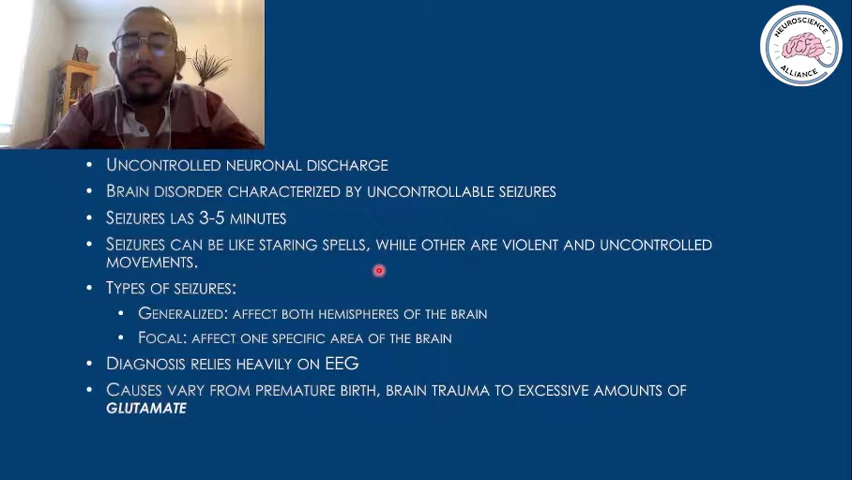 NEUROSCIENCE
UCF
ALLIANCE
• UNCONTROLLED NEURONAL DISCHARGE
• BRAIN DISORDER CHARACTERIZED BY UNCONTROLLABLE SEIZURES
• SEIZURES LAS 3-5 MINUTES
• SEIZURES CAN BE LIKE STARING SPELLS, WHILE OTHER ARE VIOLENT AND UNCONTROLLED
MOVEMENTS.
• TYPES OF SEIZURES:
• GENERALIZED: AFFECT BOTH HEMISPHERES OF THE BRAIN
• FOCAL: AFFECT ONE SPECIFIC AREA OF THE BRAIN
• DIAGNOSIS RELIES HEAVILY ON EEG
• CAUSES VARY FROM PREMATURE BIRTH, BRAIN TRAUMA TO EXCESSIVE AMOUNTS OF
GLUTAMATE